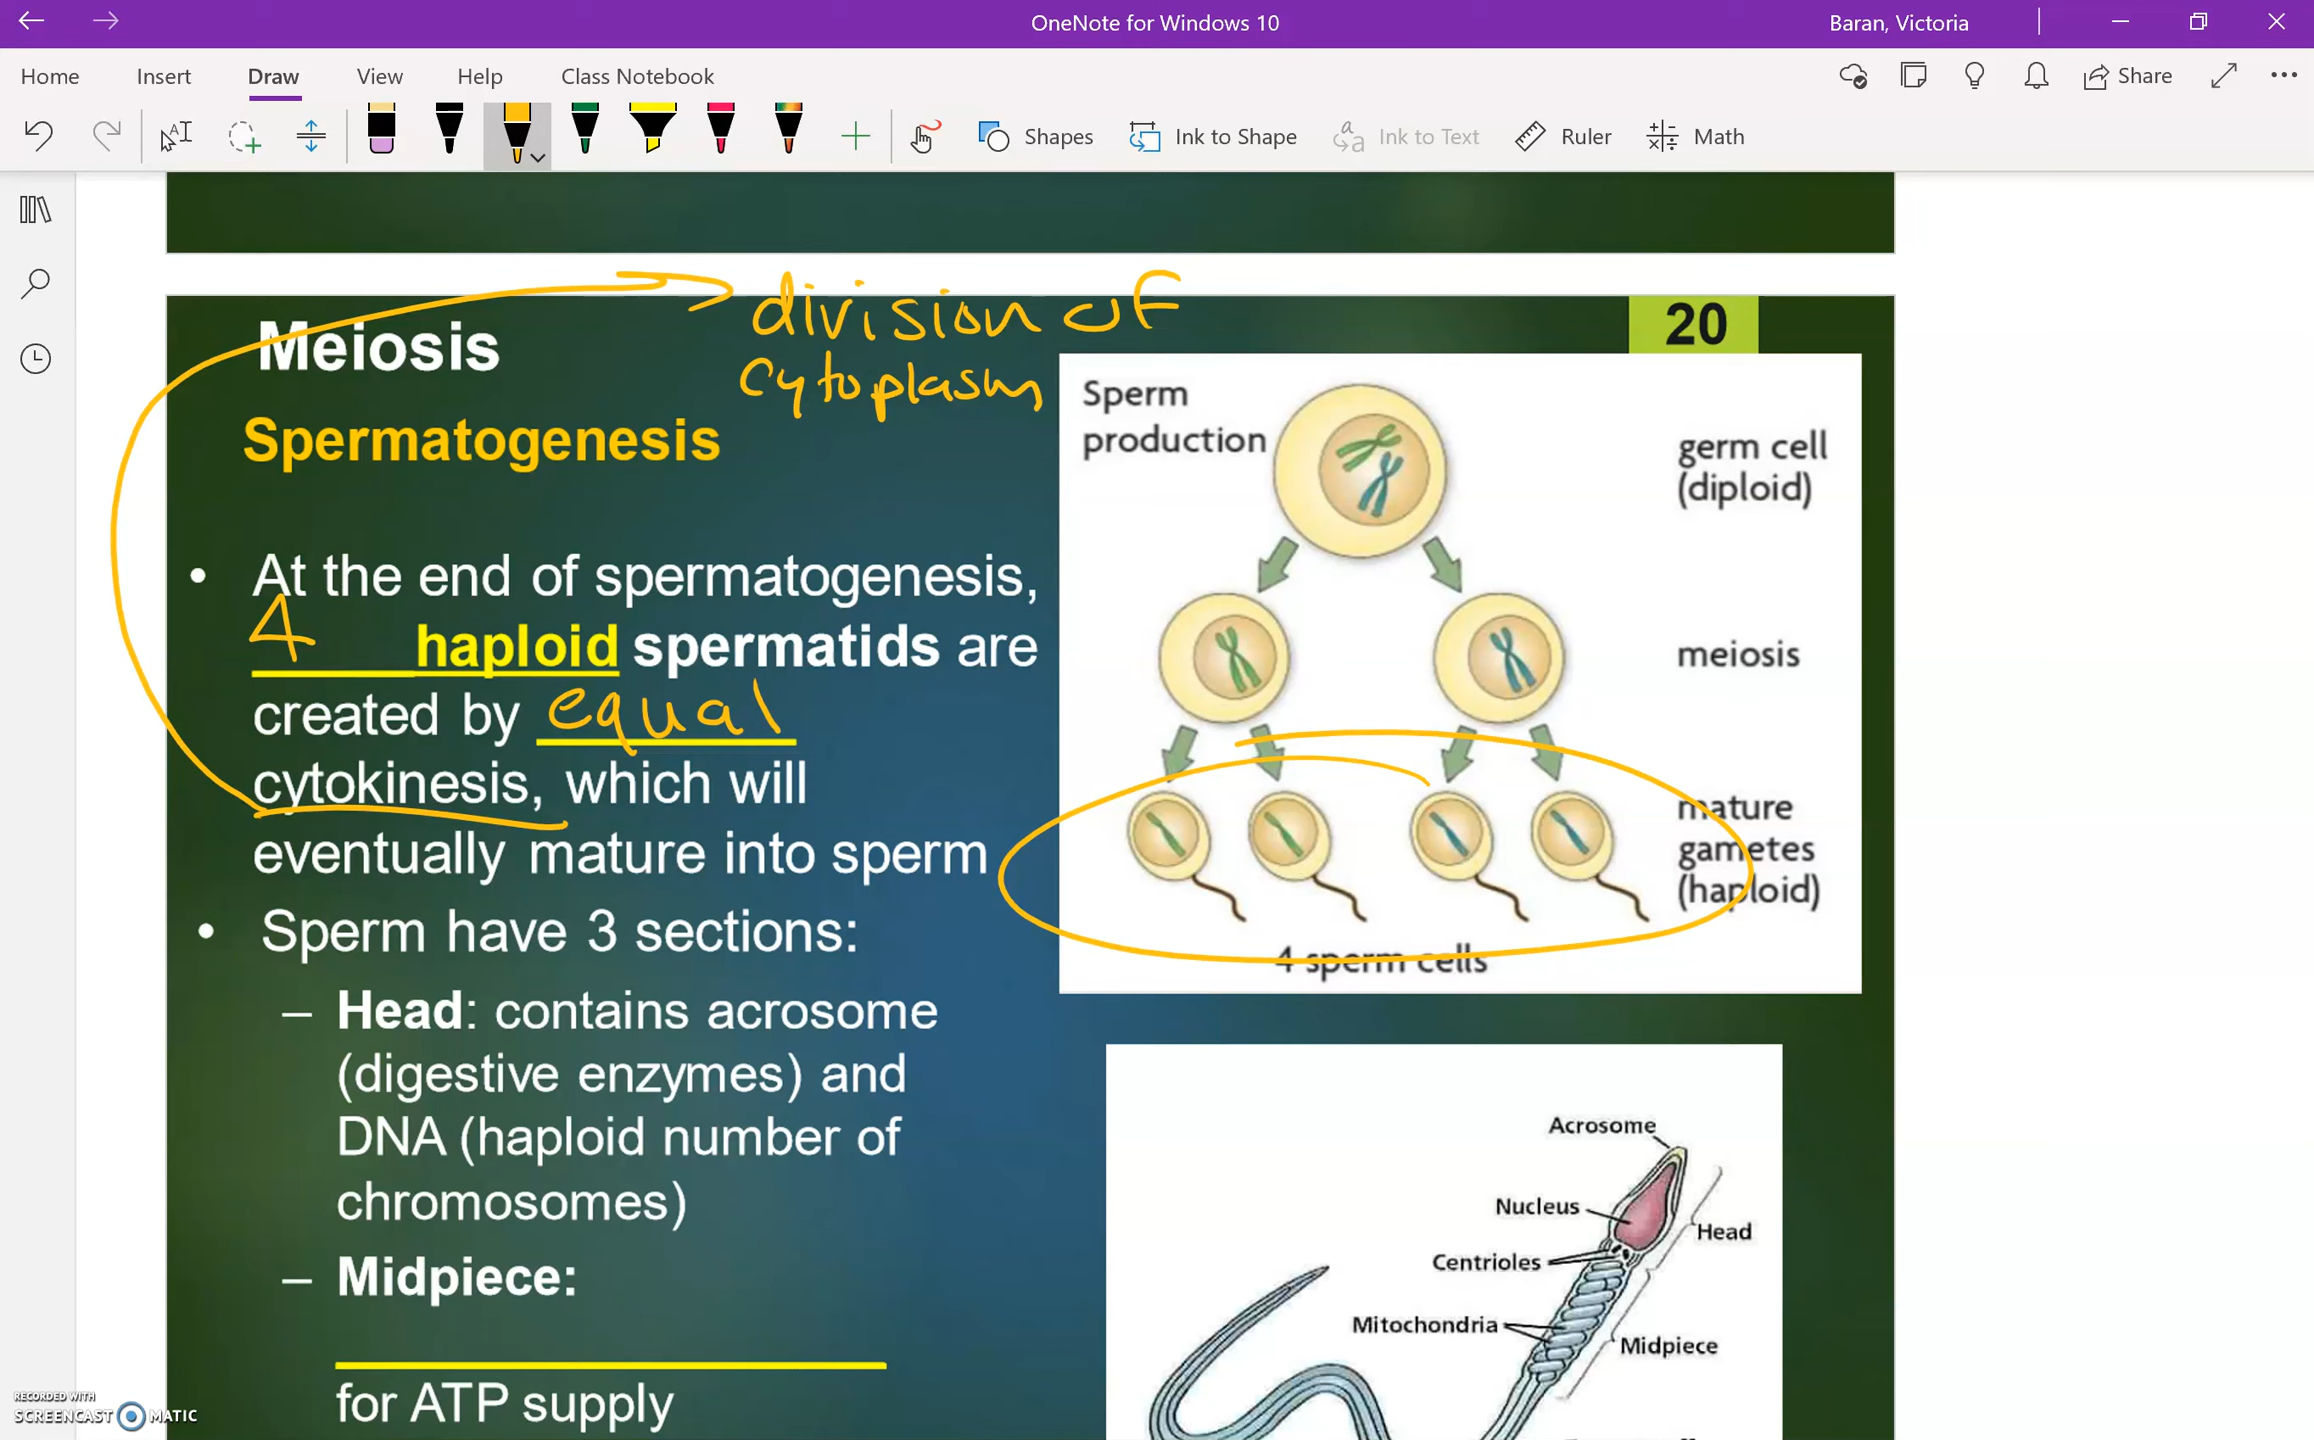 OneNote for Windows 10
Baran, Victoria
Home Insert Draw View Help Class Notebook
Share
Shapes Ink to Shape Ink to Text Ruler Math
division of
cytoplasm
Meiosis
20
Spermatogenesis
At the end of spermatogenesis,
4 haploid spermatids are
created by equal
cytokinesis, which will
eventually mature into sperm
Sperm have 3 sections:
– Head: contains acrosome
(digestive enzymes) and
DNA (haploid number of
chromosomes)
– Midpiece:
for ATP supply
Sperm
production
germ cell
(diploid)
meiosis
mature
gametes
(haploid)
4 sperm cells
Acrosome
Nucleus
Head
Centrioles
Mitochondria
Midpiece
RECORDED WITH
SCREENCAST MATIC